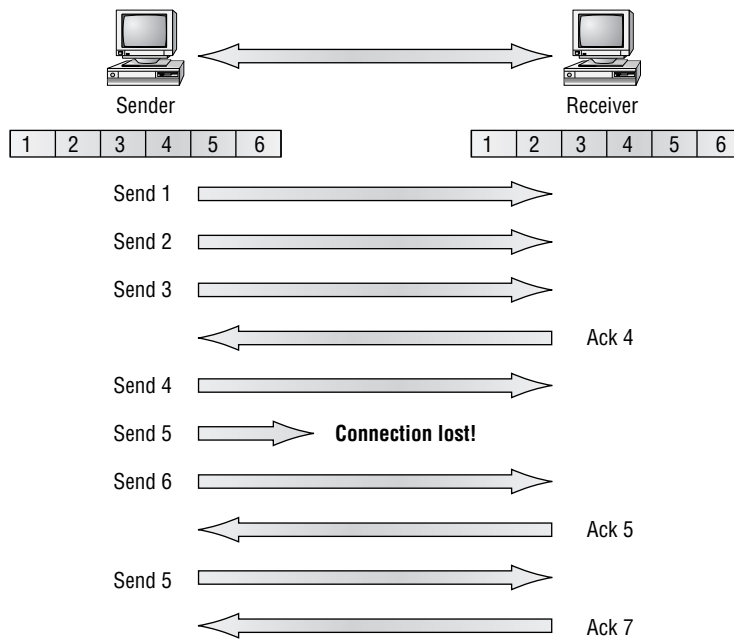 Sender Receiver
1 2 3 4 5 6 1 2 3 4 5 6
Send 1
Send 2
Send 3
Ack 4
Send 4
Send 5 Connection lost!
Send 6
Ack 5
Send 5
Ack 7